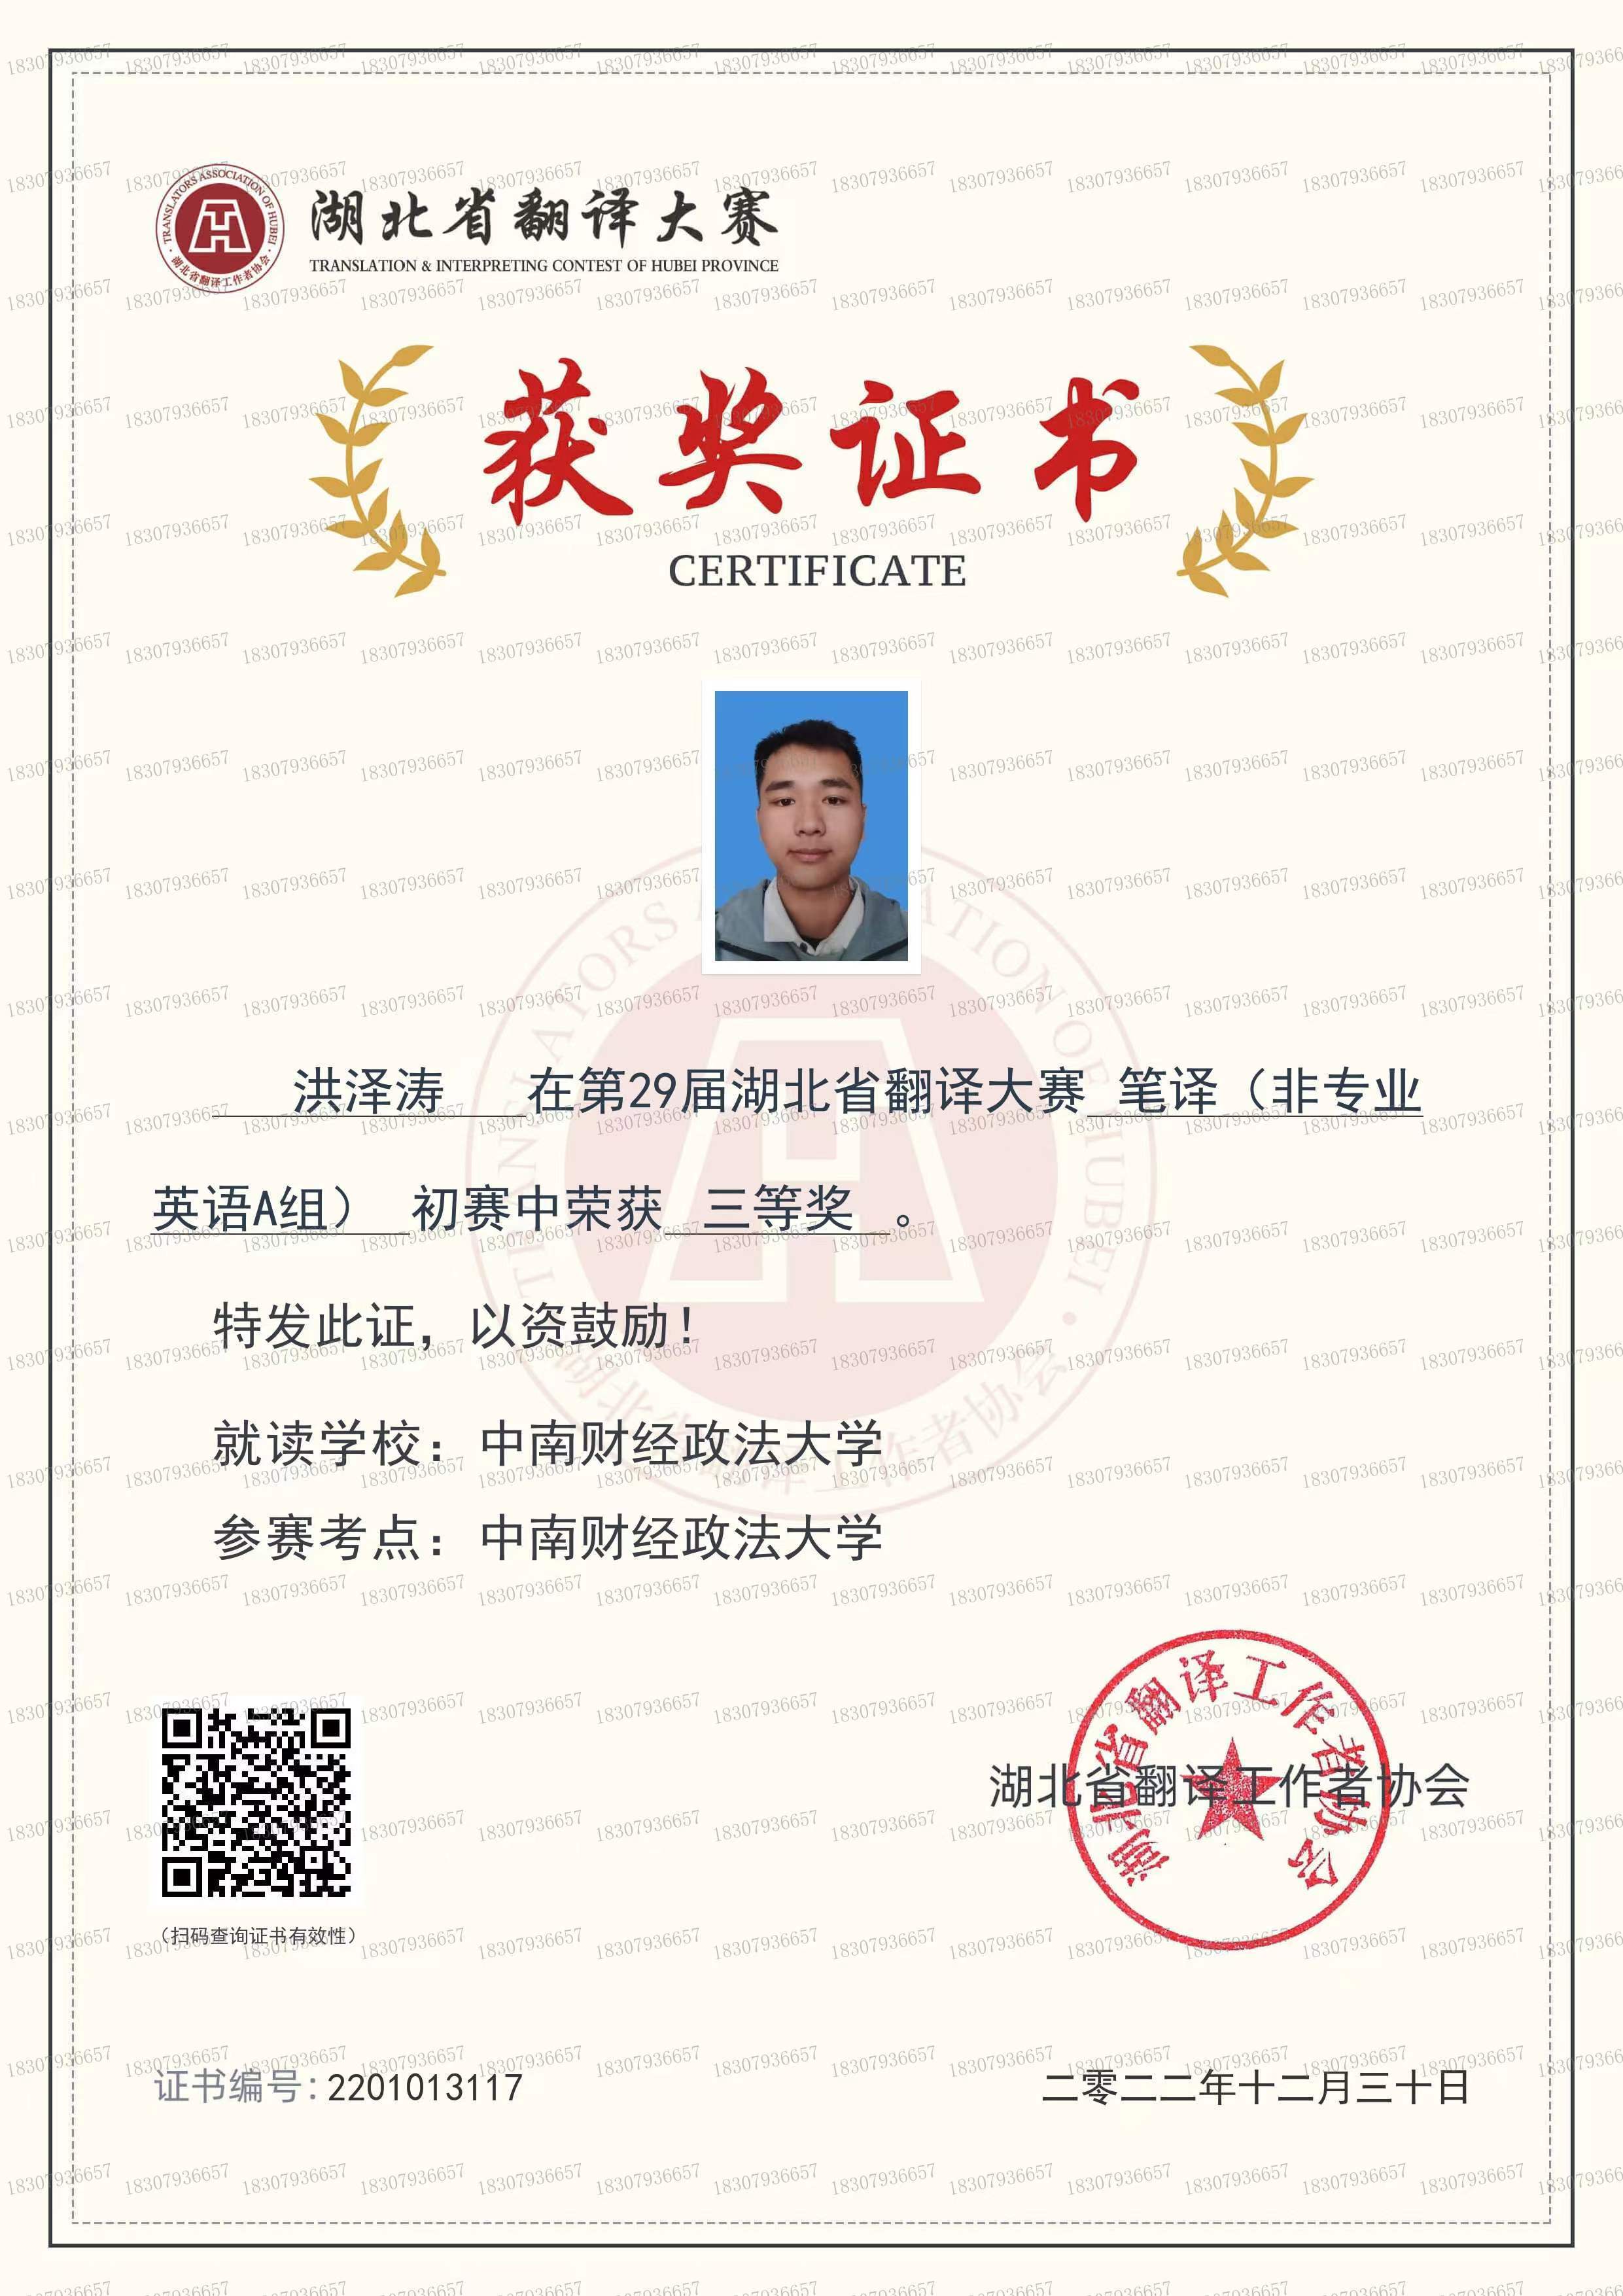 TRANSLATORS ASSOCIATION OF HUBEI
湖北省翻译工作者协会
湖北省翻译大赛
TRANSLATION & INTERPRETING CONTEST OF HUBEI PROVINCE
获奖证书
CERTIFICATE
洪泽涛 在第29届湖北省翻译大赛 笔译（非专业
英语A组） 初赛中荣获 三等奖 。
特发此证，以资鼓励！
就读学校：中南财经政法大学
参赛考点：中南财经政法大学
湖北省翻译工作者协会
湖北省翻译工作者协会
（扫码查询证书有效性）
证书编号：2201013117
二零二二年十二月三十日
18307936657